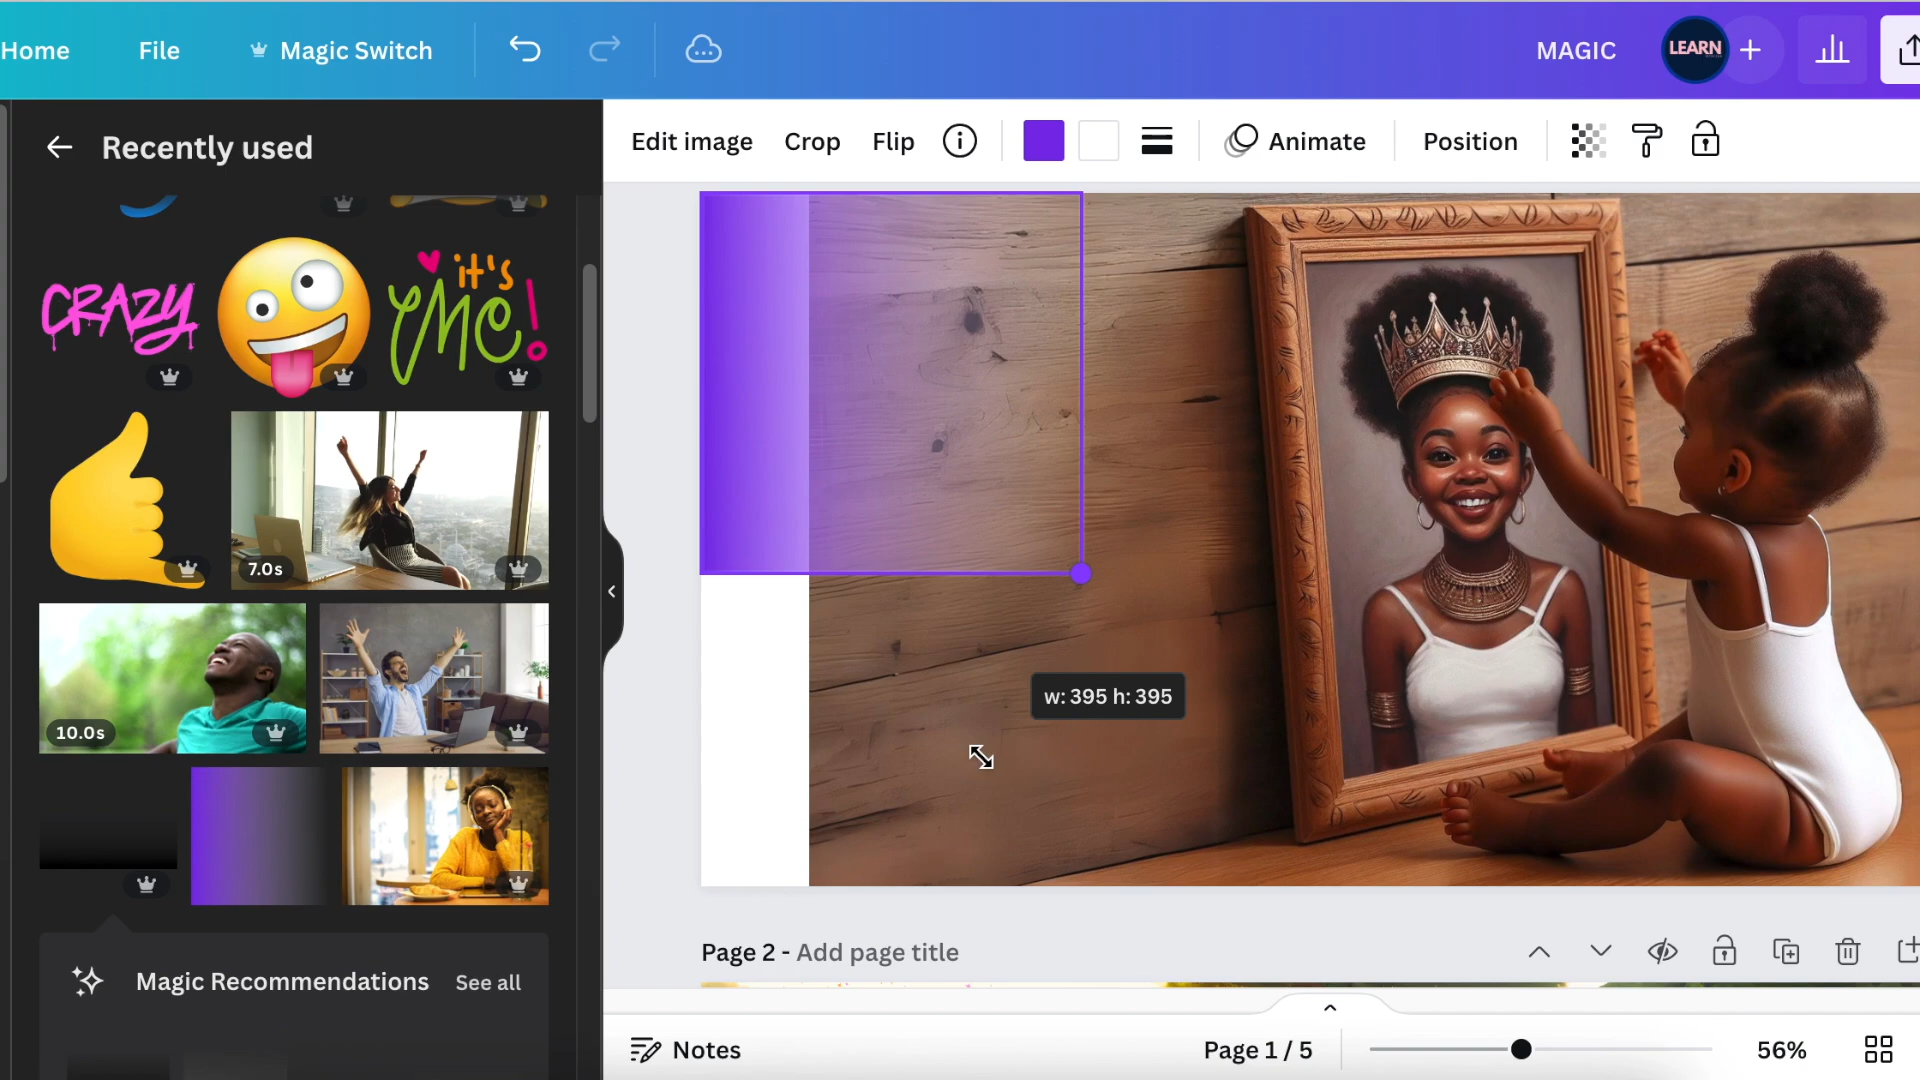 Home File Magic Switch MAGIC LEARN
Recently used
Edit image Crop Flip Animate Position
CRAZY
it's
ME!
7.0s
10.0s
w: 395 h: 395
Page 2 - Add page title
Magic Recommendations See all
Notes Page 1 / 5 56%